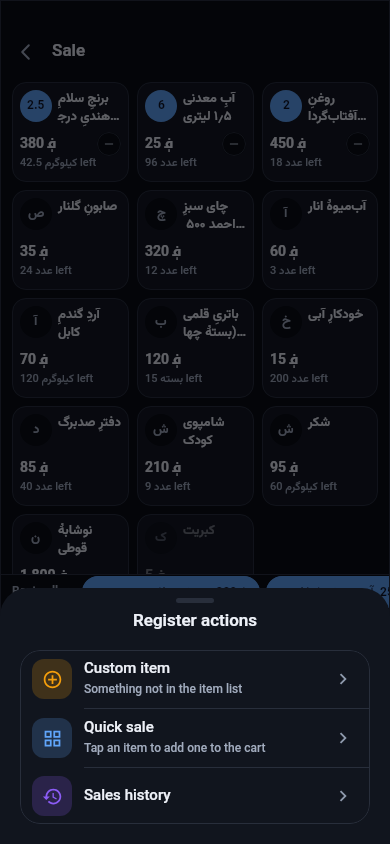 Sale
2.5
برنج سلامِ
هندیِ درجـ...
؋ 380
42.5 کیلوگرم left
6
آبِ معدنی
۱٫۵ لیتری
؋ 25
96 عدد left
2
روغنِ
آفتاب‌گردا...
؋ 450
18 عدد left
ص
صابونِ گلنار
؋ 35
24 عدد left
چ
چای سبزِ
احمد ۵۰۰...
؋ 320
12 عدد left
آ
آب‌میوهٔ انار
؋ 60
3 عدد left
آ
آردِ گندمِ
کابل
؋ 70
120 کیلوگرم left
ب
باتریِ قلمی
(بستهٔ چها...
؋ 120
15 بسته left
خ
خودکارِ آبی
؋ 15
200 عدد left
د
دفترِ صدبرگ
؋ 85
40 عدد left
ش
شامپوی
کودک
؋ 210
9 عدد left
ش
شکر
؋ 95
60 کیلوگرم left
ن
نوشابهٔ
قوطی
ک
کبریت
Register actions
Custom item
Something not in the item list
Quick sale
Tap an item to add one to the cart
Sales history